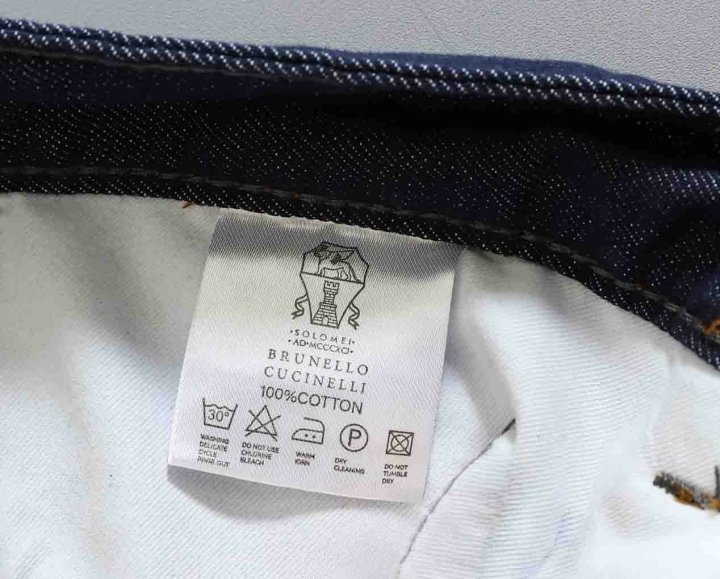 ·SOLOMEI·
·AD·MCCCXCI·
BRUNELLO
CUCINELLI
100%COTTON
30°
P
WASHING
DELICATE
CYCLE
RINSE OUT
DO NOT USE
CHLORINE
BLEACH
WARM
IORN
DRY
CLEANING
DO NOT
TUMBLE
DRY